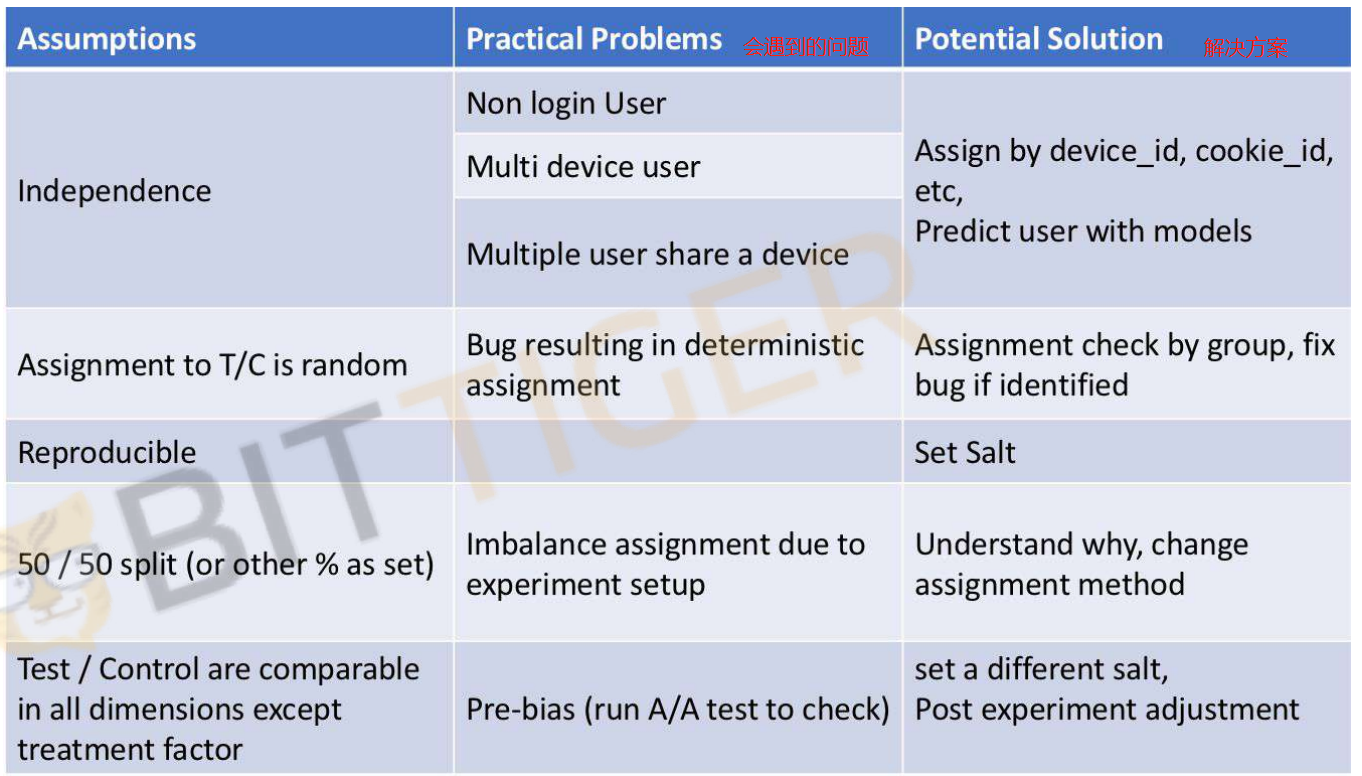 Assumptions
Practical Problems 会遇到的问题
Potential Solution 解决方案
Independence
Non login User
Multi device user
Multiple user share a device
Assign by device_id, cookie_id,
etc,
Predict user with models
Assignment to T/C is random
Bug resulting in deterministic
assignment
Assignment check by group, fix
bug if identified
Reproducible
Set Salt
50 / 50 split (or other % as set)
Imbalance assignment due to
experiment setup
Understand why, change
assignment method
Test / Control are comparable
in all dimensions except
treatment factor
Pre-bias (run A/A test to check)
set a different salt,
Post experiment adjustment
BIT TIGER